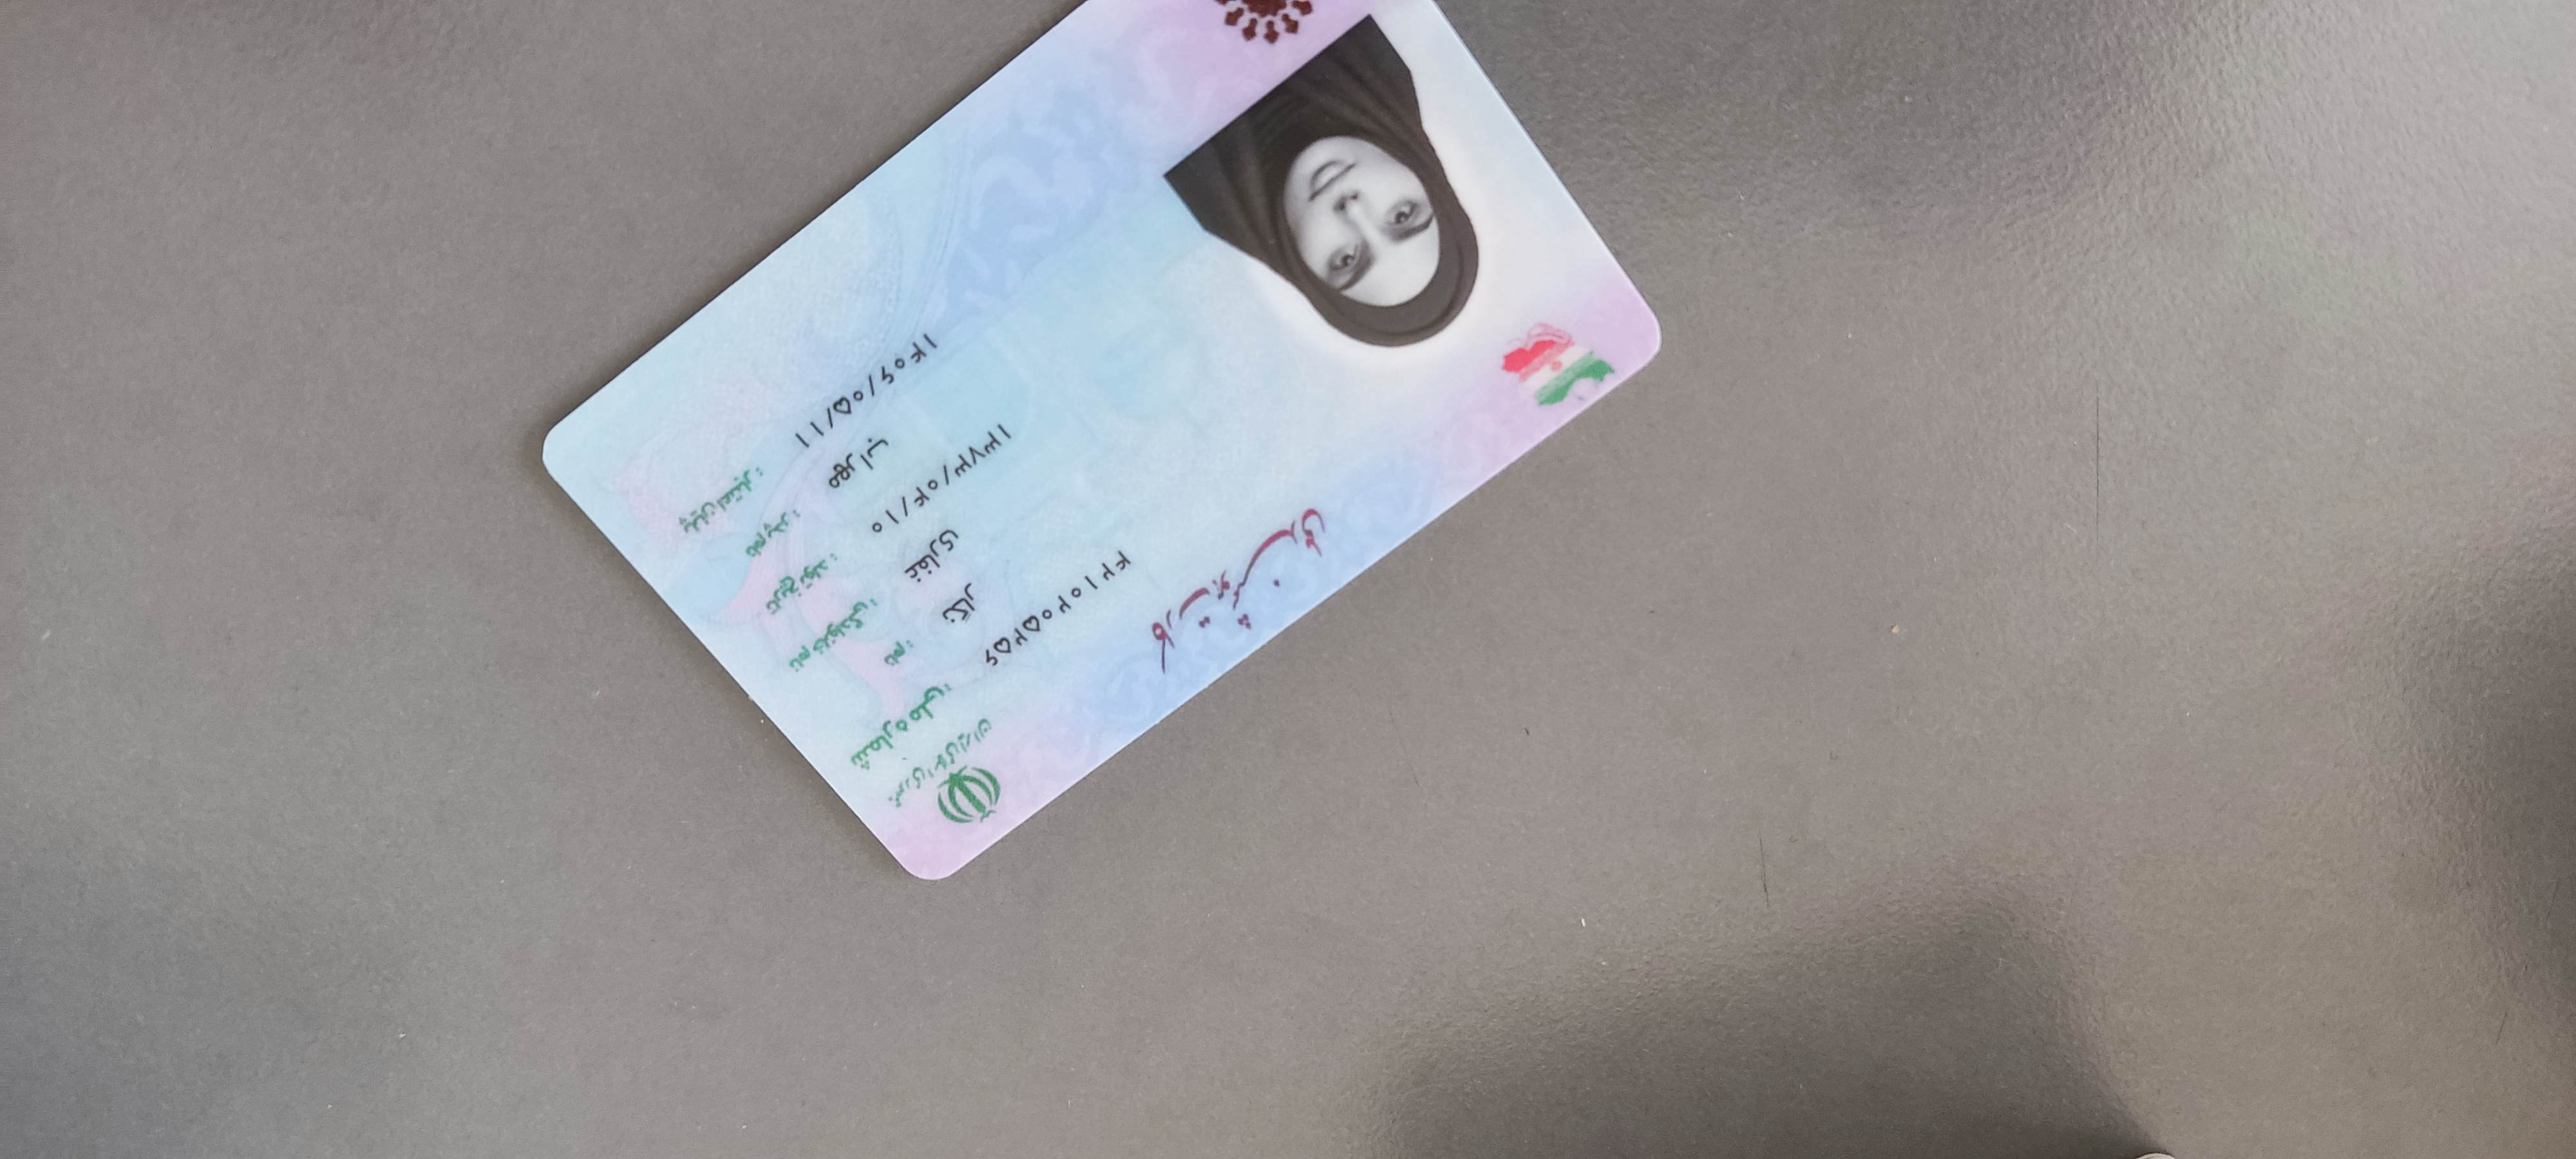 جمهوری اسلامی ایران
کارت هوشمند ملی
شماره ملی: ۴۲۱۰۲۰۵۲۵۶
نام: نگار
نام خانوادگی: غفاری
تاریخ تولد: ۱۳۷۳/۰۴/۱۰
نام پدر: مهراب
پایان اعتبار: ۱۴۰۶/۰۵/۱۱